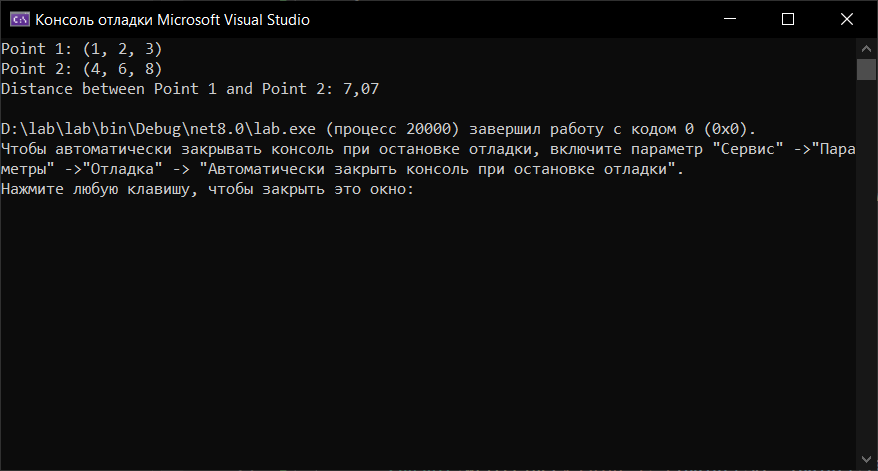 Консоль отладки Microsoft Visual Studio
Point 1: (1, 2, 3)
Point 2: (4, 6, 8)
Distance between Point 1 and Point 2: 7,07
D:\lab\lab\bin\Debug\net8.0\lab.exe (процесс 20000) завершил работу с кодом 0 (0x0).
Чтобы автоматически закрывать консоль при остановке отладки, включите параметр "Сервис" ->"Пара
метры" ->"Отладка" -> "Автоматически закрыть консоль при остановке отладки".
Нажмите любую клавишу, чтобы закрыть это окно: